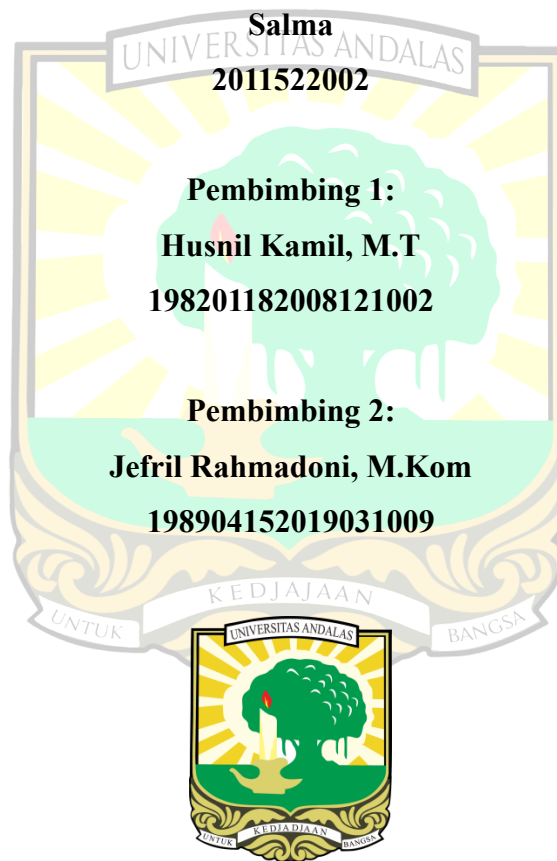 UNIVERSITAS ANDALAS
Salma
2011522002
Pembimbing 1:
Husnil Kamil, M.T
198201182008121002
Pembimbing 2:
Jefril Rahmadoni, M.Kom
198904152019031009
UNTUK KEDJAJAAN BANGSA
UNIVERSITAS ANDALAS
UNTUK KEDJADJAAN BANGSA